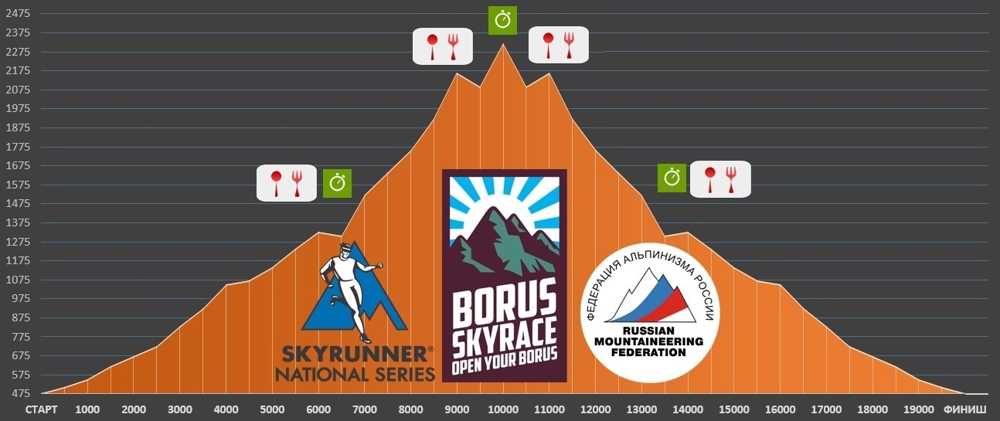 2475
2375
2275
2175
2075
1975
1875
1775
1675
1575
1475
1375
1275
1175
1075
975
875
775
675
575
475
SKYRUNNER®
NATIONAL SERIES
BORUS
SKYRACE
OPEN YOUR BORUS
ФЕДЕРАЦИЯ АЛЬПИНИЗМА РОССИИ
RUSSIAN
MOUNTAINEERING
FEDERATION
СТАРТ 1000 2000 3000 4000 5000 6000 7000 8000 9000 10000 11000 12000 13000 14000 15000 16000 17000 18000 19000 ФИНИШ